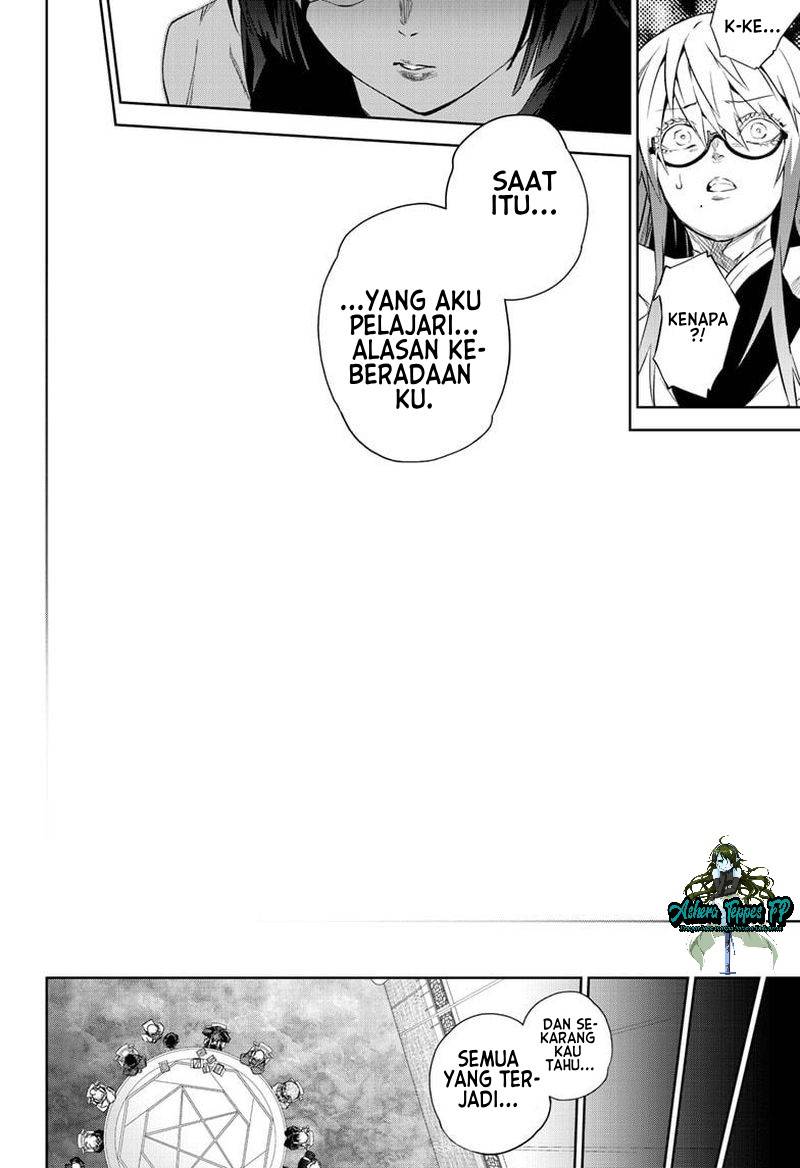 K-KE...
KENAPA
?!
SAAT
ITU...
...YANG AKU
PELAJARI...
ALASAN KE-
BERADAAN
KU.
Ashera Teppes FP
DAN SE-
KARANG
KAU
TAHU...
SEMUA
YANG TER-
JADI...